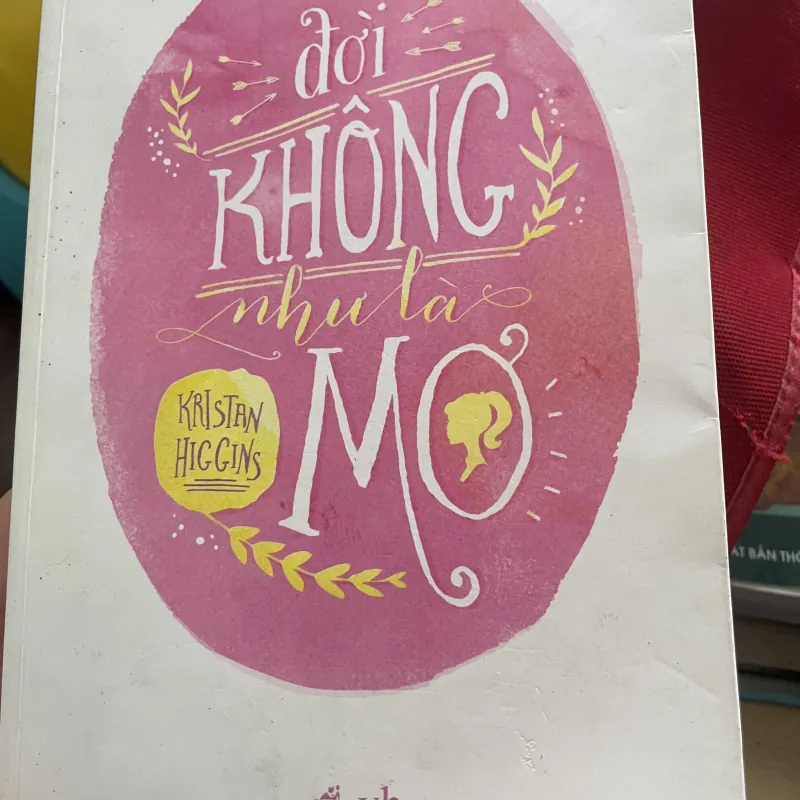 đời
KHÔNG
như là
MƠ
KRISTAN
HIGGINS